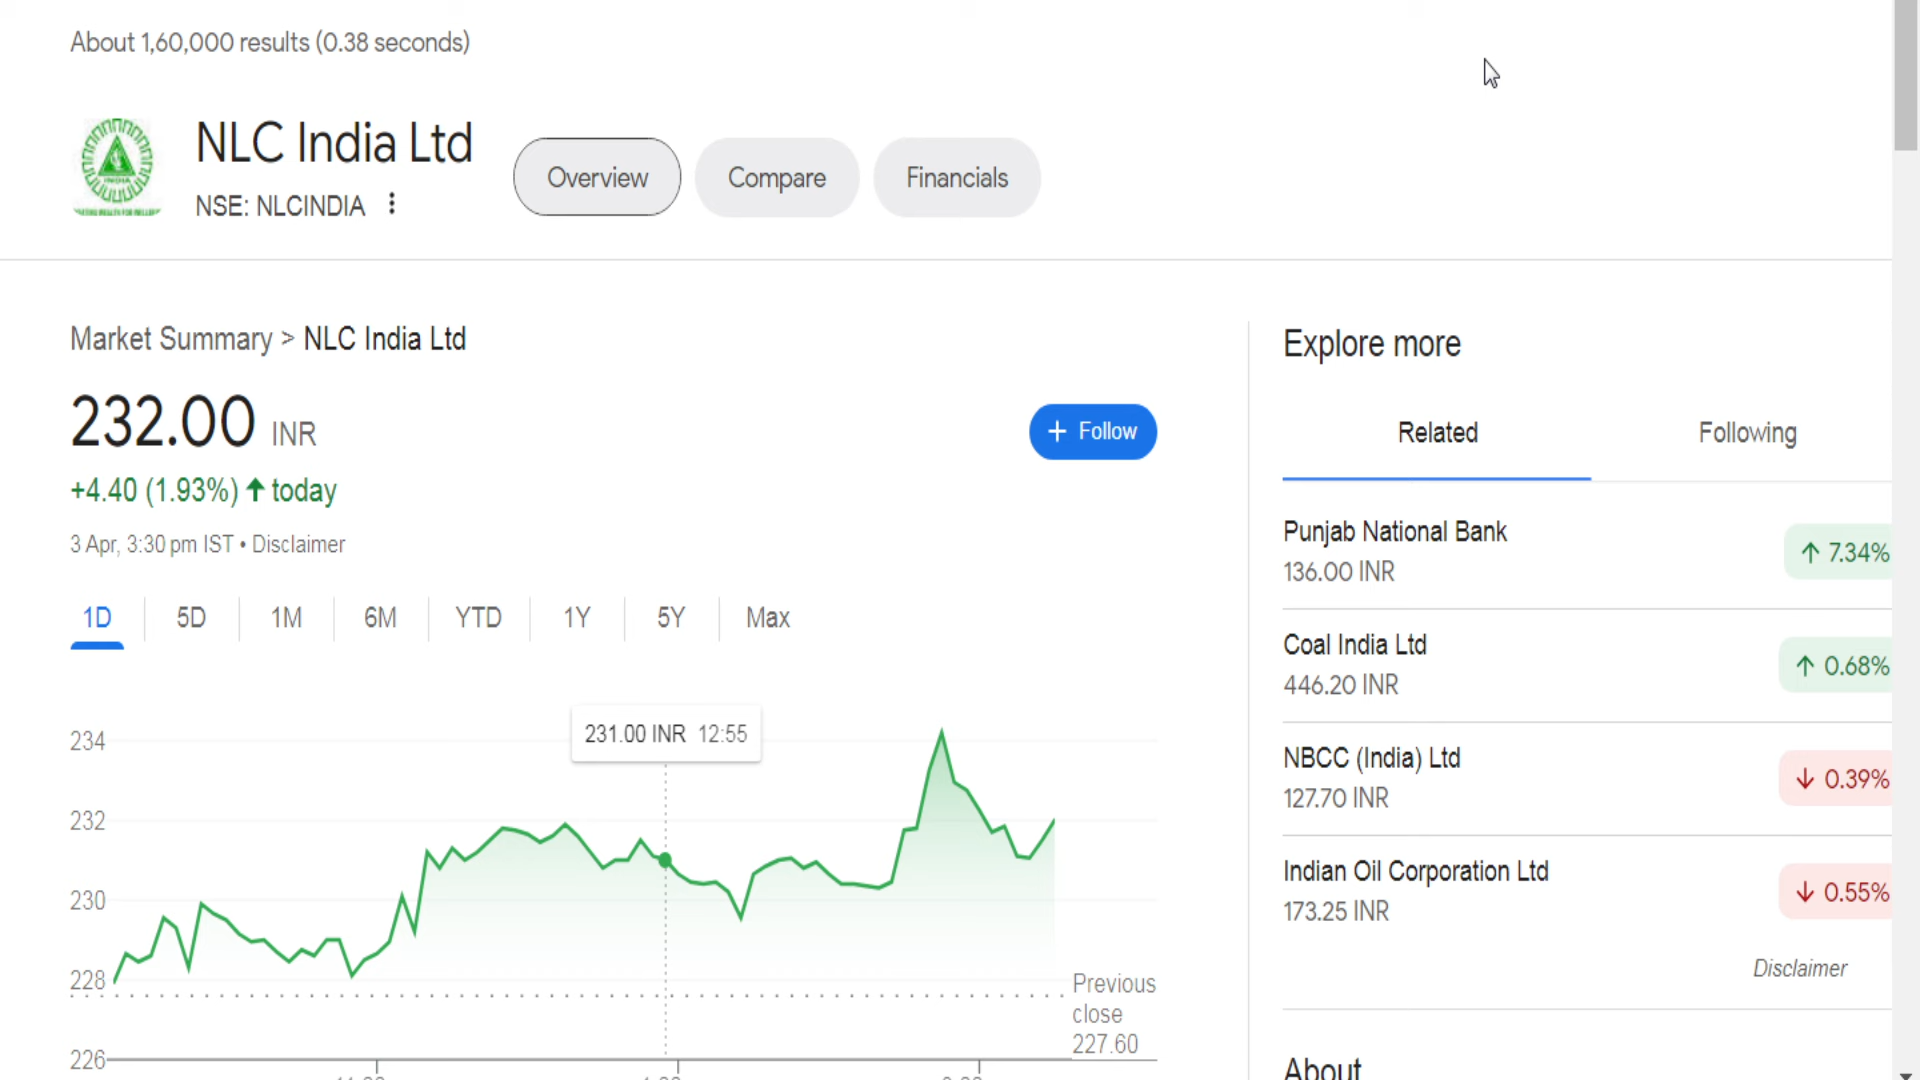 About 1,60,000 results (0.38 seconds)
NLC India Ltd
NSE: NLCINDIA
Overview
Compare
Financials
Market Summary > NLC India Ltd
232.00 INR
+ Follow
+4.40 (1.93%) ↑ today
3 Apr, 3:30 pm IST • Disclaimer
1D 5D 1M 6M YTD 1Y 5Y Max
231.00 INR 12:55
234
232
230
228
226
Previous
close
227.60
Explore more
Related
Following
Punjab National Bank
136.00 INR
↑ 7.34%
Coal India Ltd
446.20 INR
↑ 0.68%
NBCC (India) Ltd
127.70 INR
↓ 0.39%
Indian Oil Corporation Ltd
173.25 INR
↓ 0.55%
Disclaimer
About